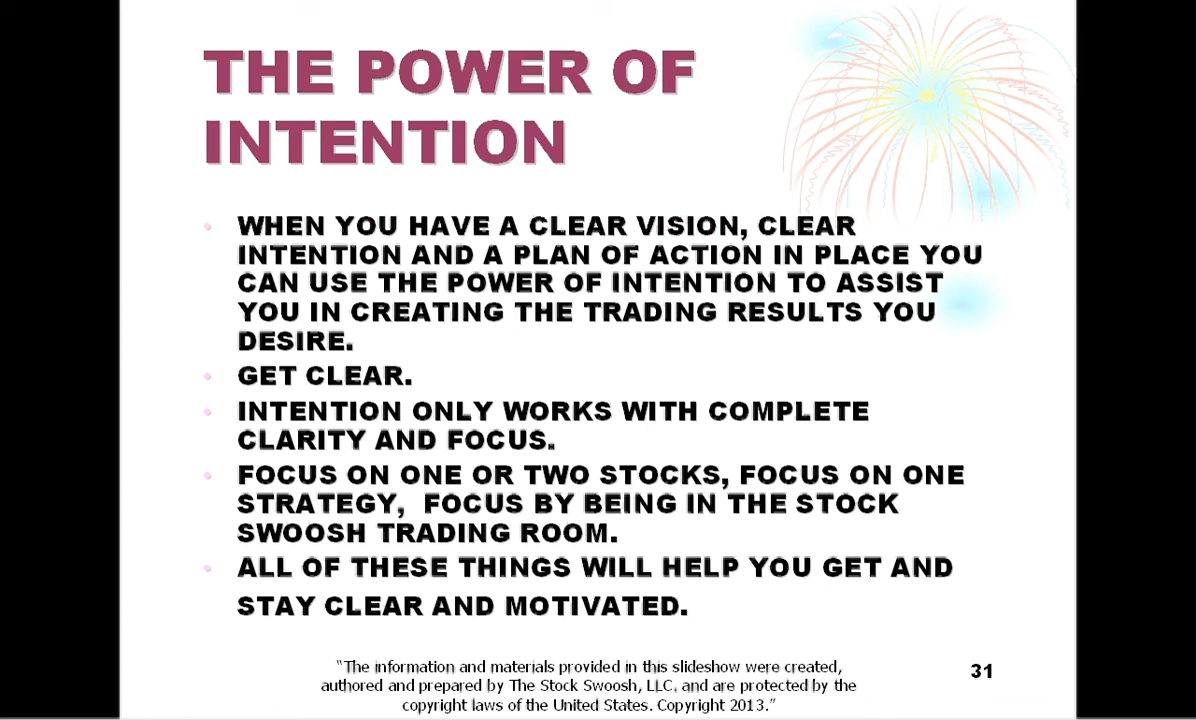 THE POWER OF
INTENTION
• WHEN YOU HAVE A CLEAR VISION, CLEAR
INTENTION AND A PLAN OF ACTION IN PLACE YOU
CAN USE THE POWER OF INTENTION TO ASSIST
YOU IN CREATING THE TRADING RESULTS YOU
DESIRE.
• GET CLEAR.
• INTENTION ONLY WORKS WITH COMPLETE
CLARITY AND FOCUS.
• FOCUS ON ONE OR TWO STOCKS, FOCUS ON ONE
STRATEGY,  FOCUS BY BEING IN THE STOCK
SWOOSH TRADING ROOM.
• ALL OF THESE THINGS WILL HELP YOU GET AND
STAY CLEAR AND MOTIVATED.
"The information and materials provided in this slideshow were created,
authored and prepared by The Stock Swoosh, LLC, and are protected by the
copyright laws of the United States. Copyright 2013."
31